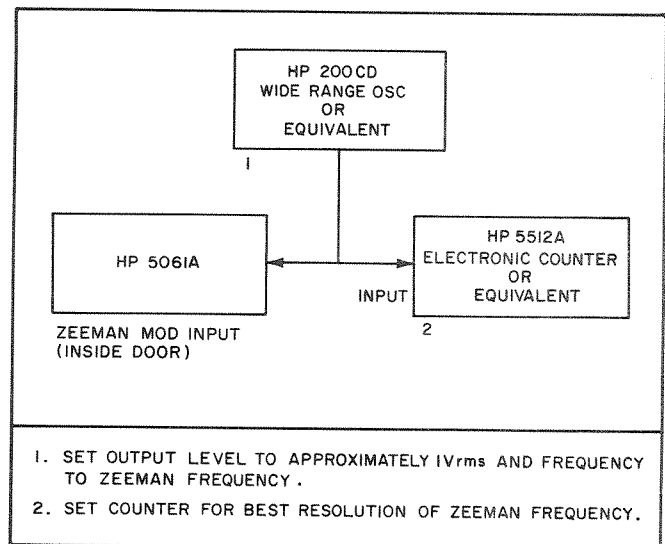 HP 200CD
WIDE RANGE OSC
OR
EQUIVALENT
1
HP 5061A
ZEEMAN MOD INPUT
(INSIDE DOOR)
INPUT
HP 5512A
ELECTRONIC COUNTER
OR
EQUIVALENT
2
1. SET OUTPUT LEVEL TO APPROXIMATELY 1Vrms AND FREQUENCY
TO ZEEMAN FREQUENCY.
2. SET COUNTER FOR BEST RESOLUTION OF ZEEMAN FREQUENCY.